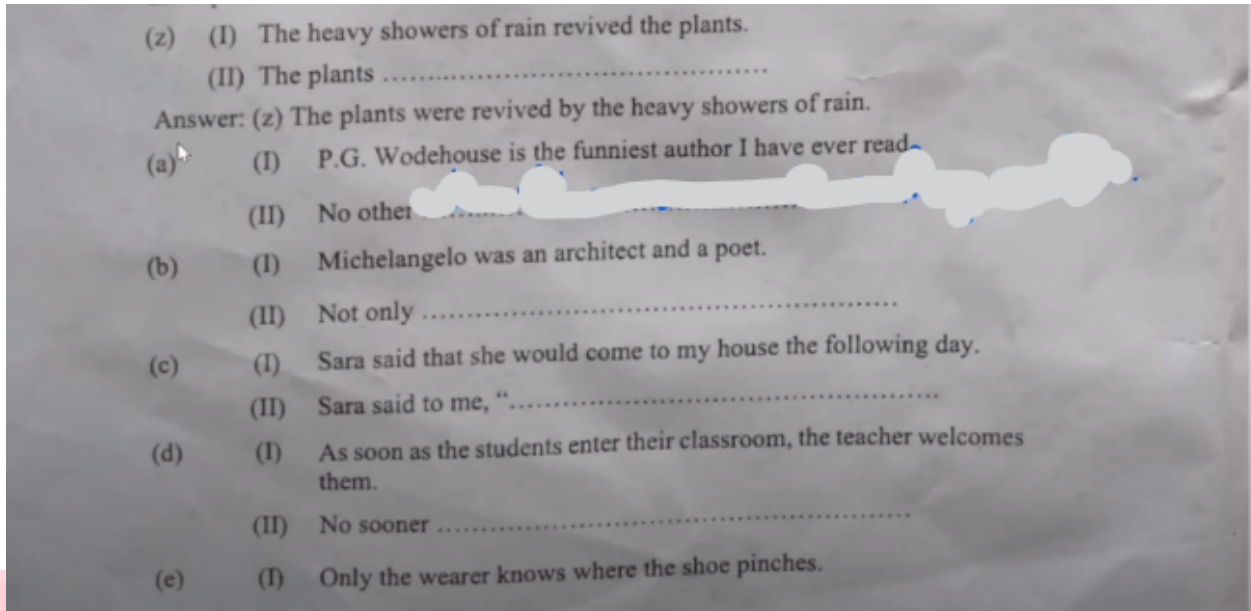 (z) (I) The heavy showers of rain revived the plants.
(II) The plants ................................................
Answer: (z) The plants were revived by the heavy showers of rain.
(a) (I) P.G. Wodehouse is the funniest author I have ever read
(II) No other
(b) (I) Michelangelo was an architect and a poet.
(II) Not only ................................................
(c) (I) Sara said that she would come to my house the following day.
(II) Sara said to me, “................................................
(d) (I) As soon as the students enter their classroom, the teacher welcomes
them.
(II) No sooner ................................................
(e) (I) Only the wearer knows where the shoe pinches.